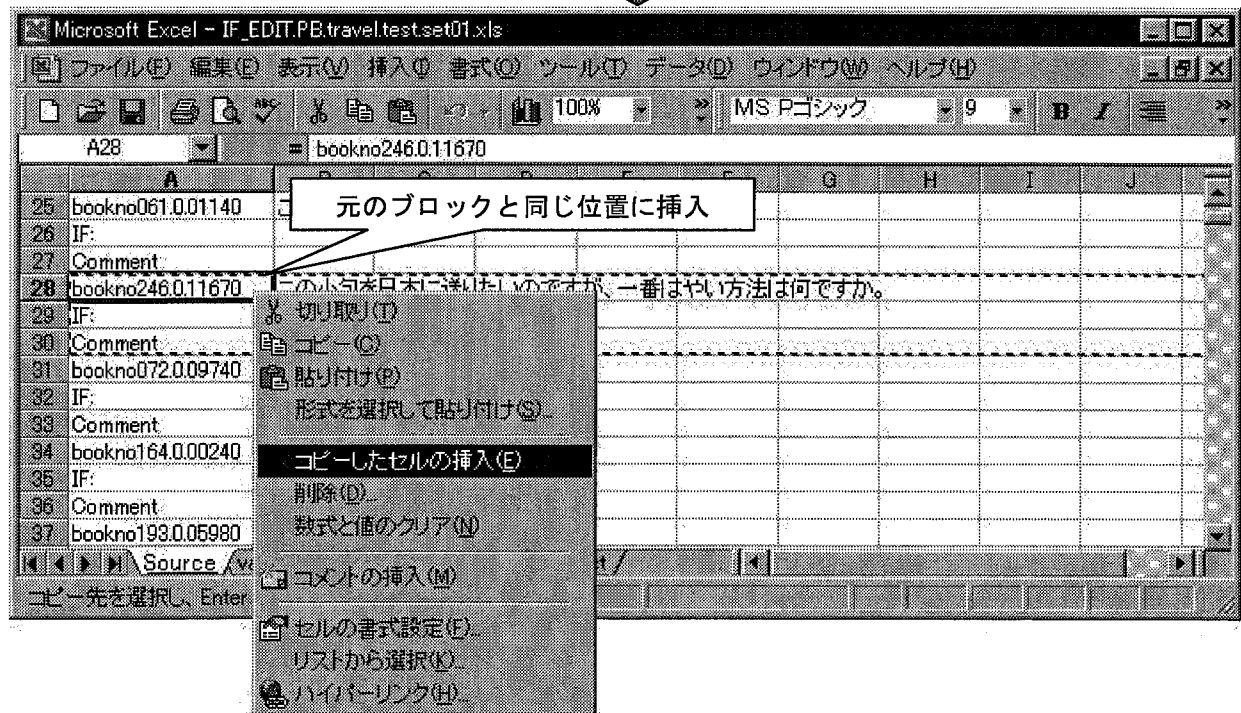 Microsoft Excel - IF_EDIT.PB.travel.test.set01.xls
ファイル(F) 編集(E) 表示(V) 挿入(I) 書式(O) ツール(T) データ(D) ウインドウ(W) ヘルプ(H)
100% MS Pゴシック 9 B I
A28 = bookno246.0.11670
A G H I J
25 bookno061.0.01140
元のブロックと同じ位置に挿入
26 IF:
27 Comment
28 bookno246.0.11670 この小包を日本に送りたいのですが、一番はやい方法は何ですか。
29 IF:
30 Comment
31 bookno072.0.09740
32 IF:
33 Comment
34 bookno164.0.00240
35 IF:
36 Comment
37 bookno193.0.05980
切り取り(T)
コピー(C)
貼り付け(P)
形式を選択して貼り付け(S)...
コピーしたセルの挿入(E)
削除(D)...
数式と値のクリア(N)
コメントの挿入(M)
セルの書式設定(F)...
リストから選択(K)...
ハイパーリンク(H)...
Source
コピー先を選択し、Enter